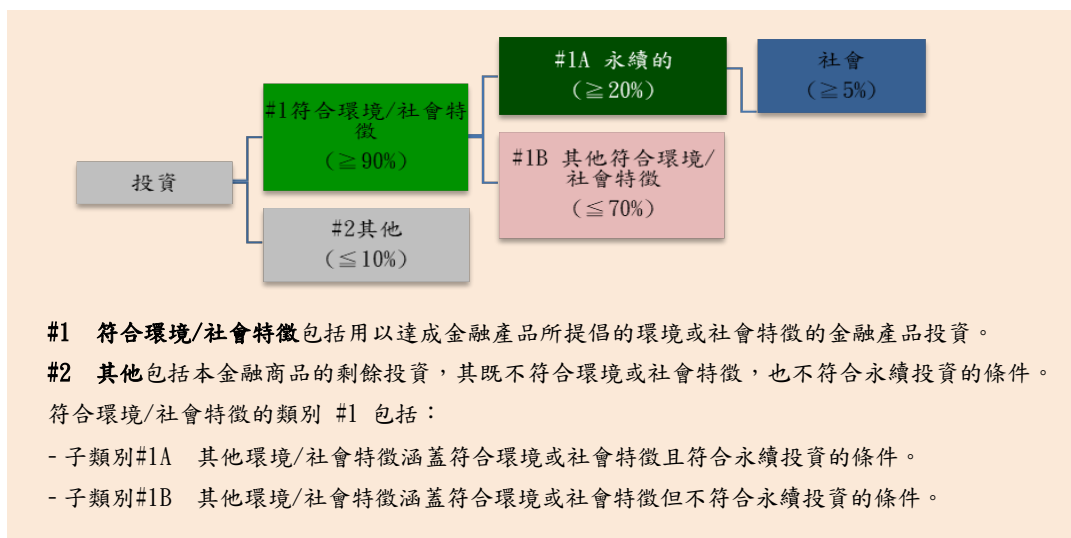 #1A 永續的
(≧20%)
社會
(≧5%)
#1符合環境/社會特
徵
(≧90%)
#1B 其他符合環境/
社會特徵
(≦70%)
投資
#2其他
(≦10%)
#1 符合環境/社會特徵包括用以達成金融產品所提倡的環境或社會特徵的金融產品投資。
#2 其他包括本金融商品的剩餘投資，其既不符合環境或社會特徵，也不符合永續投資的條件。
符合環境/社會特徵的類別 #1 包括：
-子類別#1A 其他環境/社會特徵涵蓋符合環境或社會特徵且符合永續投資的條件。
-子類別#1B 其他環境/社會特徵涵蓋符合環境或社會特徵但不符合永續投資的條件。